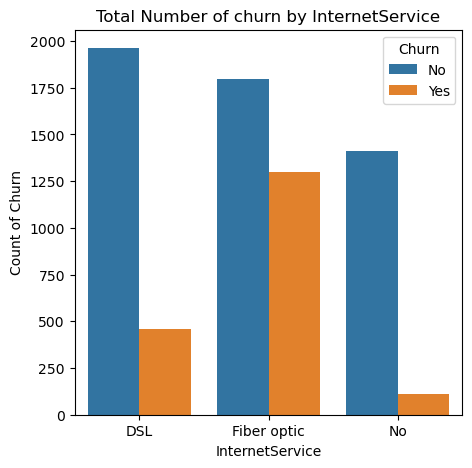 Total Number of churn by InternetService
Churn
No
Yes
2000
1750
1500
1250
1000
750
500
250
0
Count of Churn
DSL
Fiber optic
No
InternetService